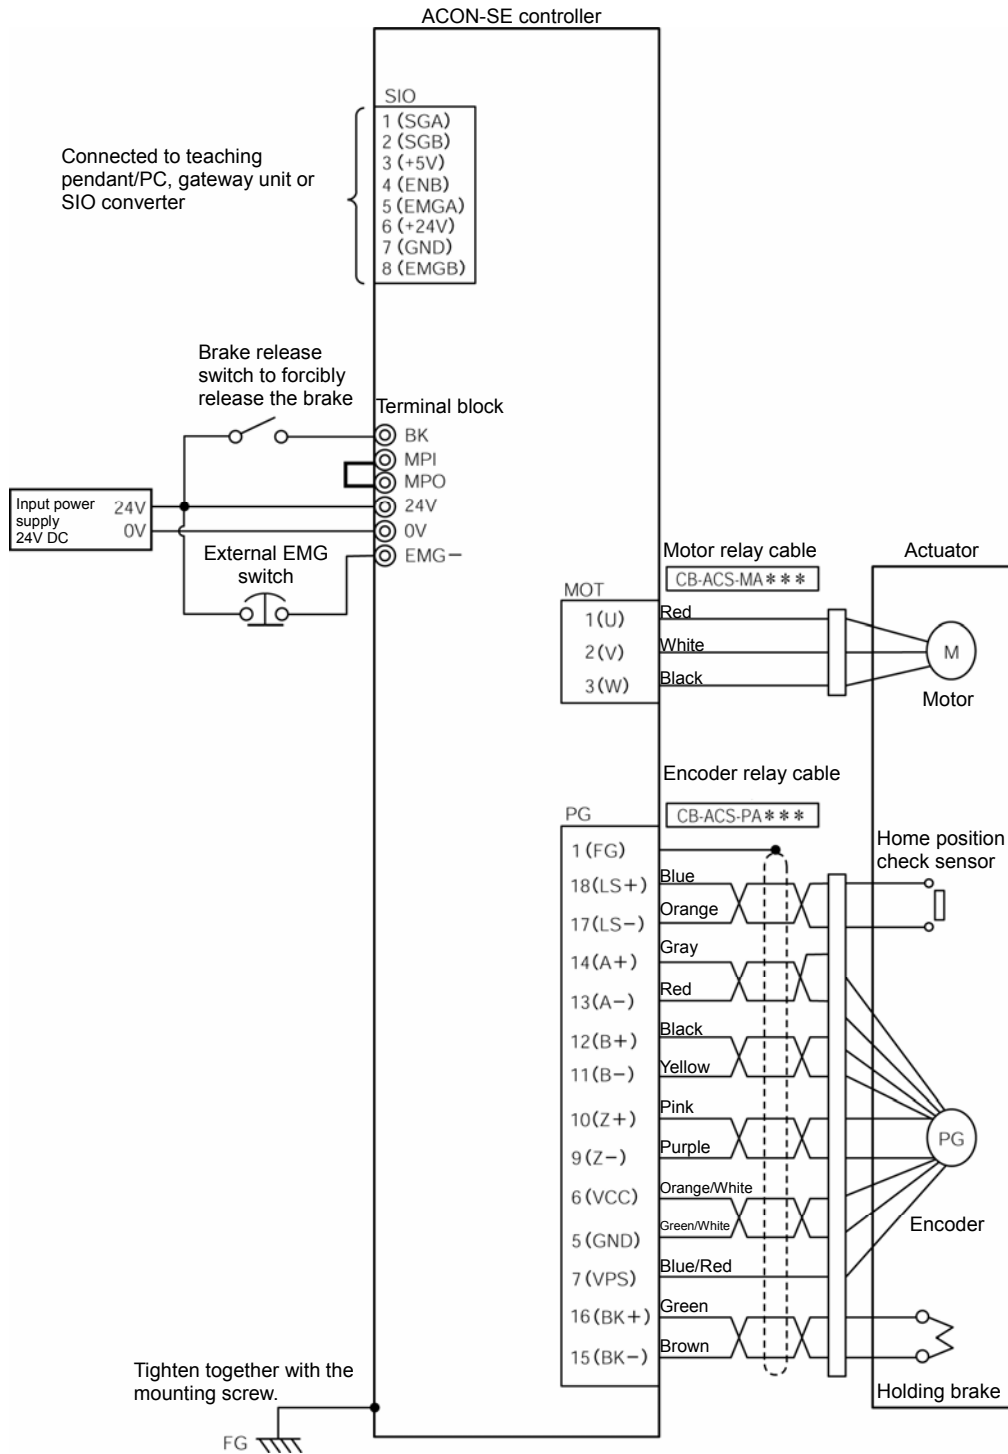 ACON-SE controller
SIO
1 (SGA)
2 (SGB)
3 (+5V)
4 (ENB)
5 (EMGA)
6 (+24V)
7 (GND)
8 (EMGB)
Connected to teaching
pendant/PC, gateway unit or
SIO converter
Brake release
switch to forcibly
release the brake
Terminal block
BK
MPI
MPO
24V
0V
EMG−
Input power
supply
24V DC
24V
0V
External EMG
switch
Motor relay cable
CB-ACS-MA***
Actuator
MOT
1(U)
Red
2(V)
White
3(W)
Black
M
Motor
Encoder relay cable
CB-ACS-PA***
PG
Home position
check sensor
1(FG)
18(LS+)
Blue
17(LS−)
Orange
14(A+)
Gray
13(A−)
Red
12(B+)
Black
11(B−)
Yellow
10(Z+)
Pink
9(Z−)
Purple
6(VCC)
Orange/White
5(GND)
Green/White
7(VPS)
Blue/Red
16(BK+)
Green
15(BK−)
Brown
PG
Encoder
Holding brake
Tighten together with the
mounting screw.
FG